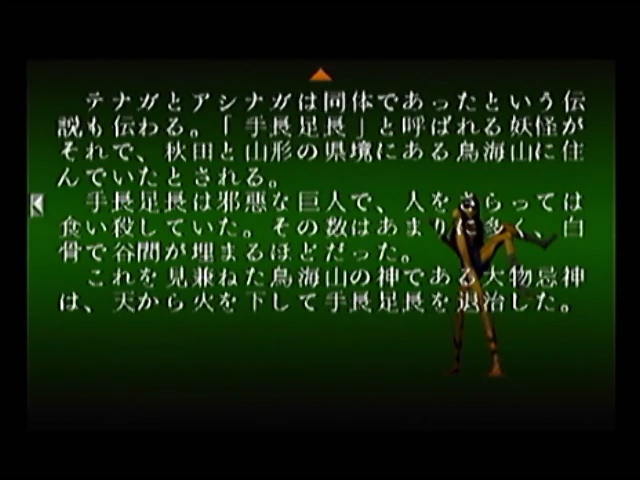 テナガとアシナガは同体であったという伝
説も伝わる。「手長足長」と呼ばれる妖怪が
それで、秋田と山形の県境にある鳥海山に住
んでいたとされる。
手長足長は邪悪な巨人で、人をさらっては
食い殺していた。その数はあまりに多く、白
骨で谷間が埋まるほどだった。
これを見兼ねた鳥海山の神である大物忌神
は、天から火を下して手長足長を退治した。